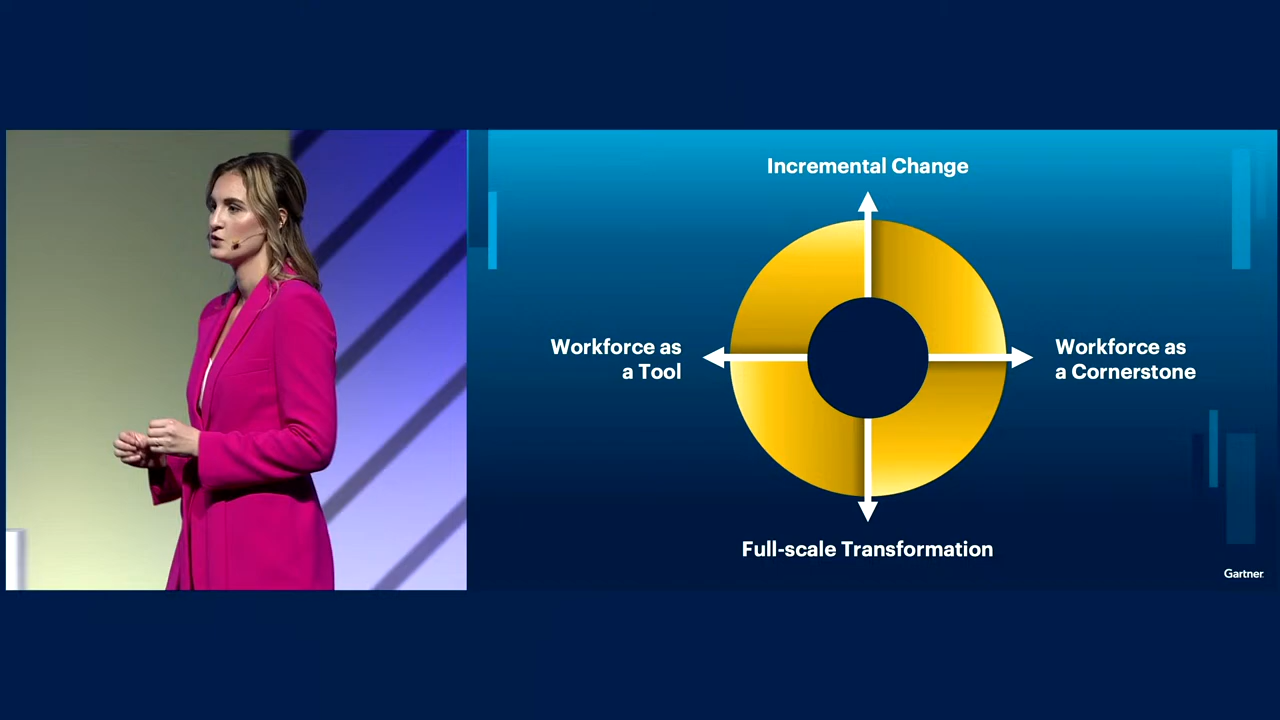 Incremental Change
Workforce as
a Tool
Workforce as
a Cornerstone
Full-scale Transformation
Gartner